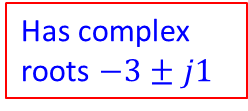 Has complex
roots −3 ± j1